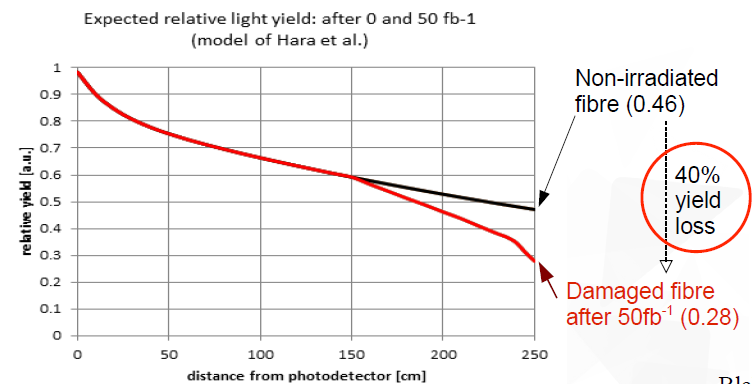 Expected relative light yield: after 0 and 50 fb-1
(model of Hara et al.)
1
0.9
0.8
0.7
0.6
0.5
0.4
0.3
0.2
0.1
0
relative yield [a.u.]
0 50 100 150 200 250
distance from photodetector [cm]
Non-irradiated
fibre (0.46)
40%
yield
loss
Damaged fibre
after 50fb⁻¹ (0.28)